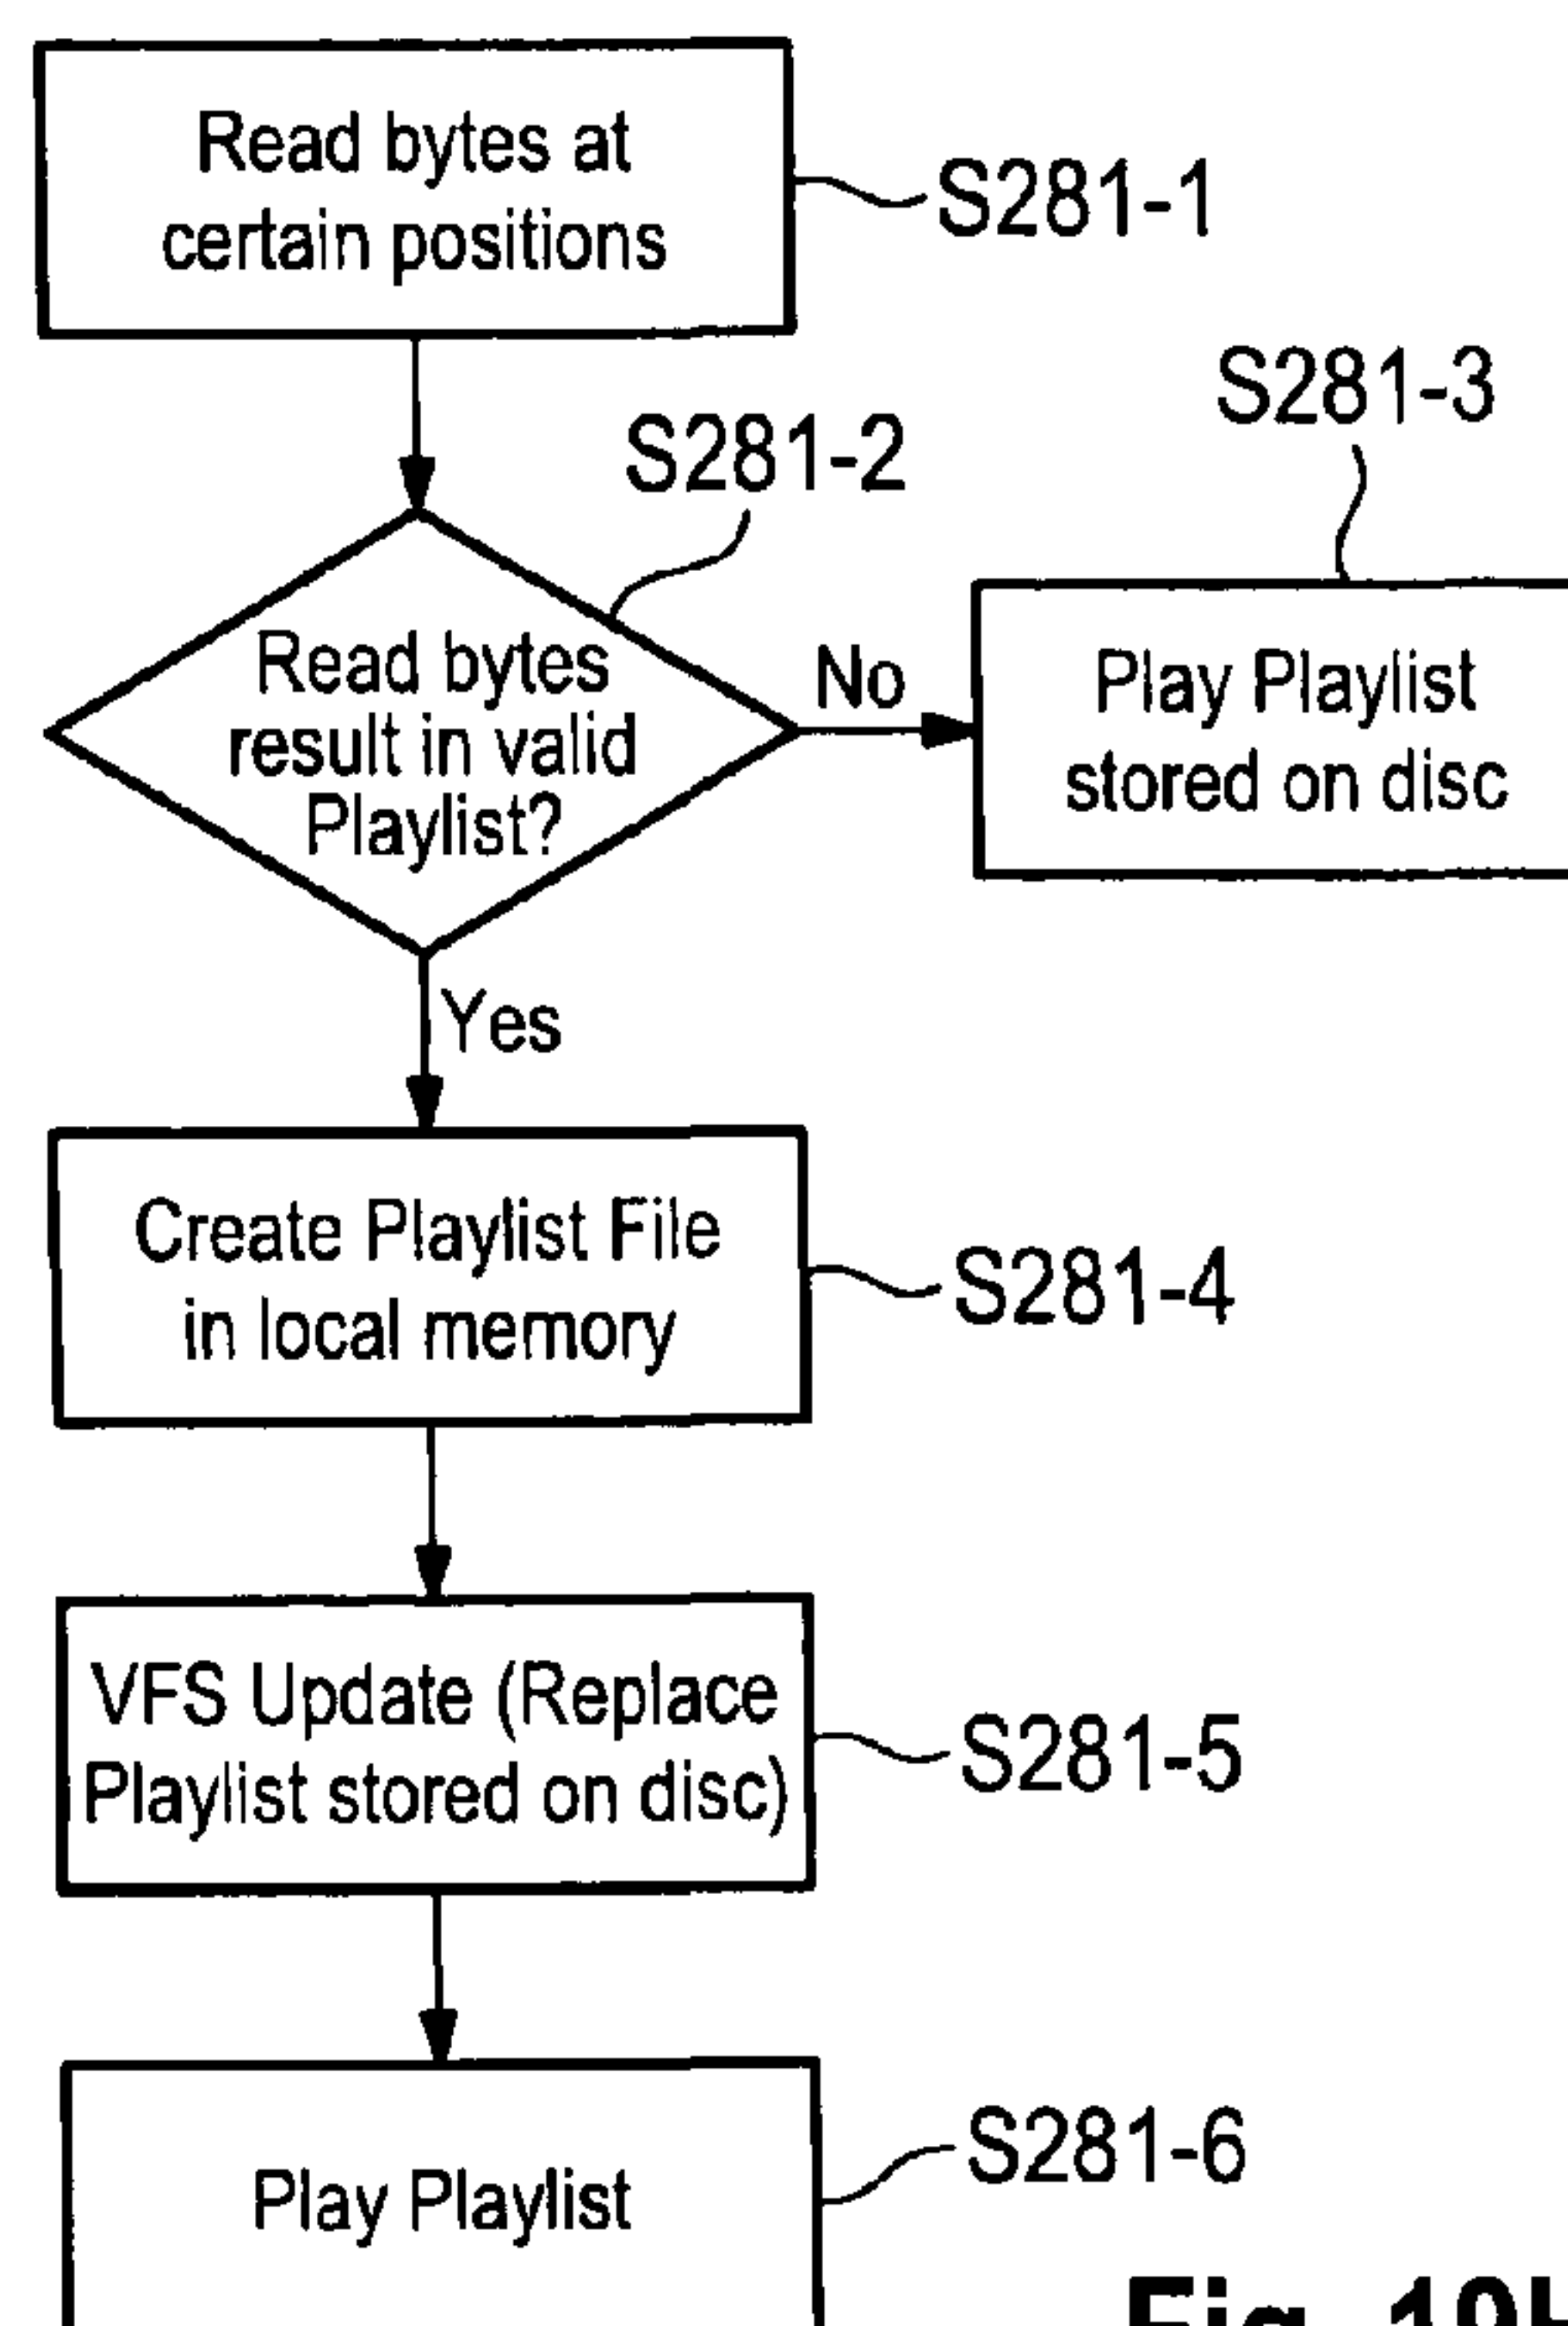 Read bytes at
certain positions
S281-1
S281-2
S281-3
Read bytes
result in valid
Playlist?
No
Play Playlist
stored on disc
Yes
Create Playlist File
in local memory
S281-4
VFS Update (Replace
Playlist stored on disc)
S281-5
Play Playlist
S281-6